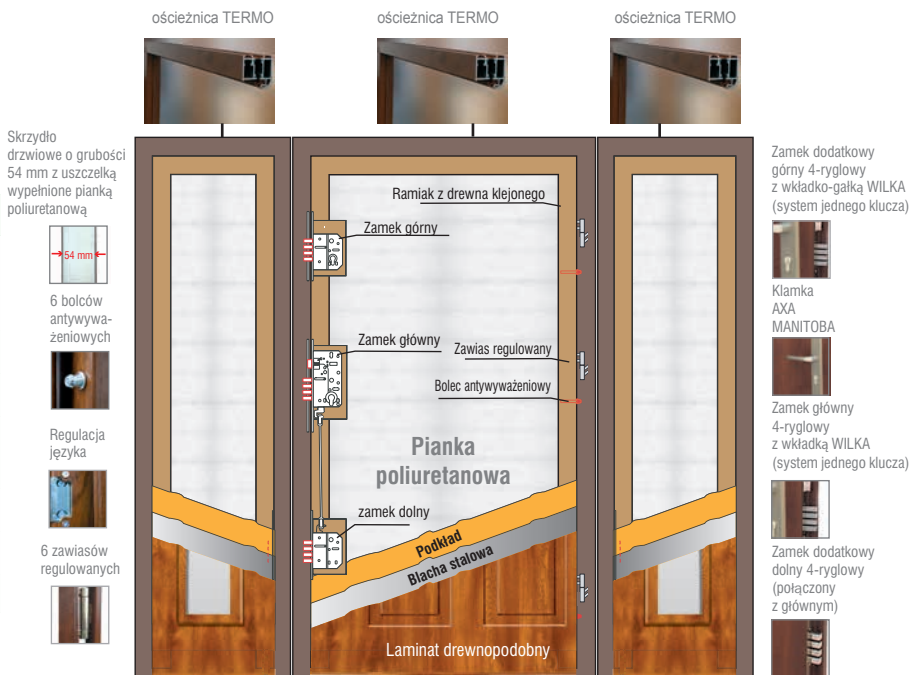 ościeżnica TERMO
ościeżnica TERMO
ościeżnica TERMO
Skrzydło
drzwiowe o grubości
54 mm z uszczelką
wypełnione pianką
poliuretanową
54 mm
6 bolców
antywywa-
żeniowych
Regulacja
języka
6 zawiasów
regulowanych
Ramiak z drewna klejonego
Zamek górny
Zamek główny
Zawias regulowany
Bolec antywyważeniowy
Pianka
poliuretanowa
zamek dolny
Podkład
Blacha stalowa
Laminat drewnopodobny
Zamek dodatkowy
górny 4-ryglowy
z wkładko-gałką WILKA
(system jednego klucza)
Klamka
AXA
MANITOBA
Zamek główny
4-ryglowy
z wkładką WILKA
(system jednego klucza)
Zamek dodatkowy
dolny 4-ryglowy
(połączony
z głównym)